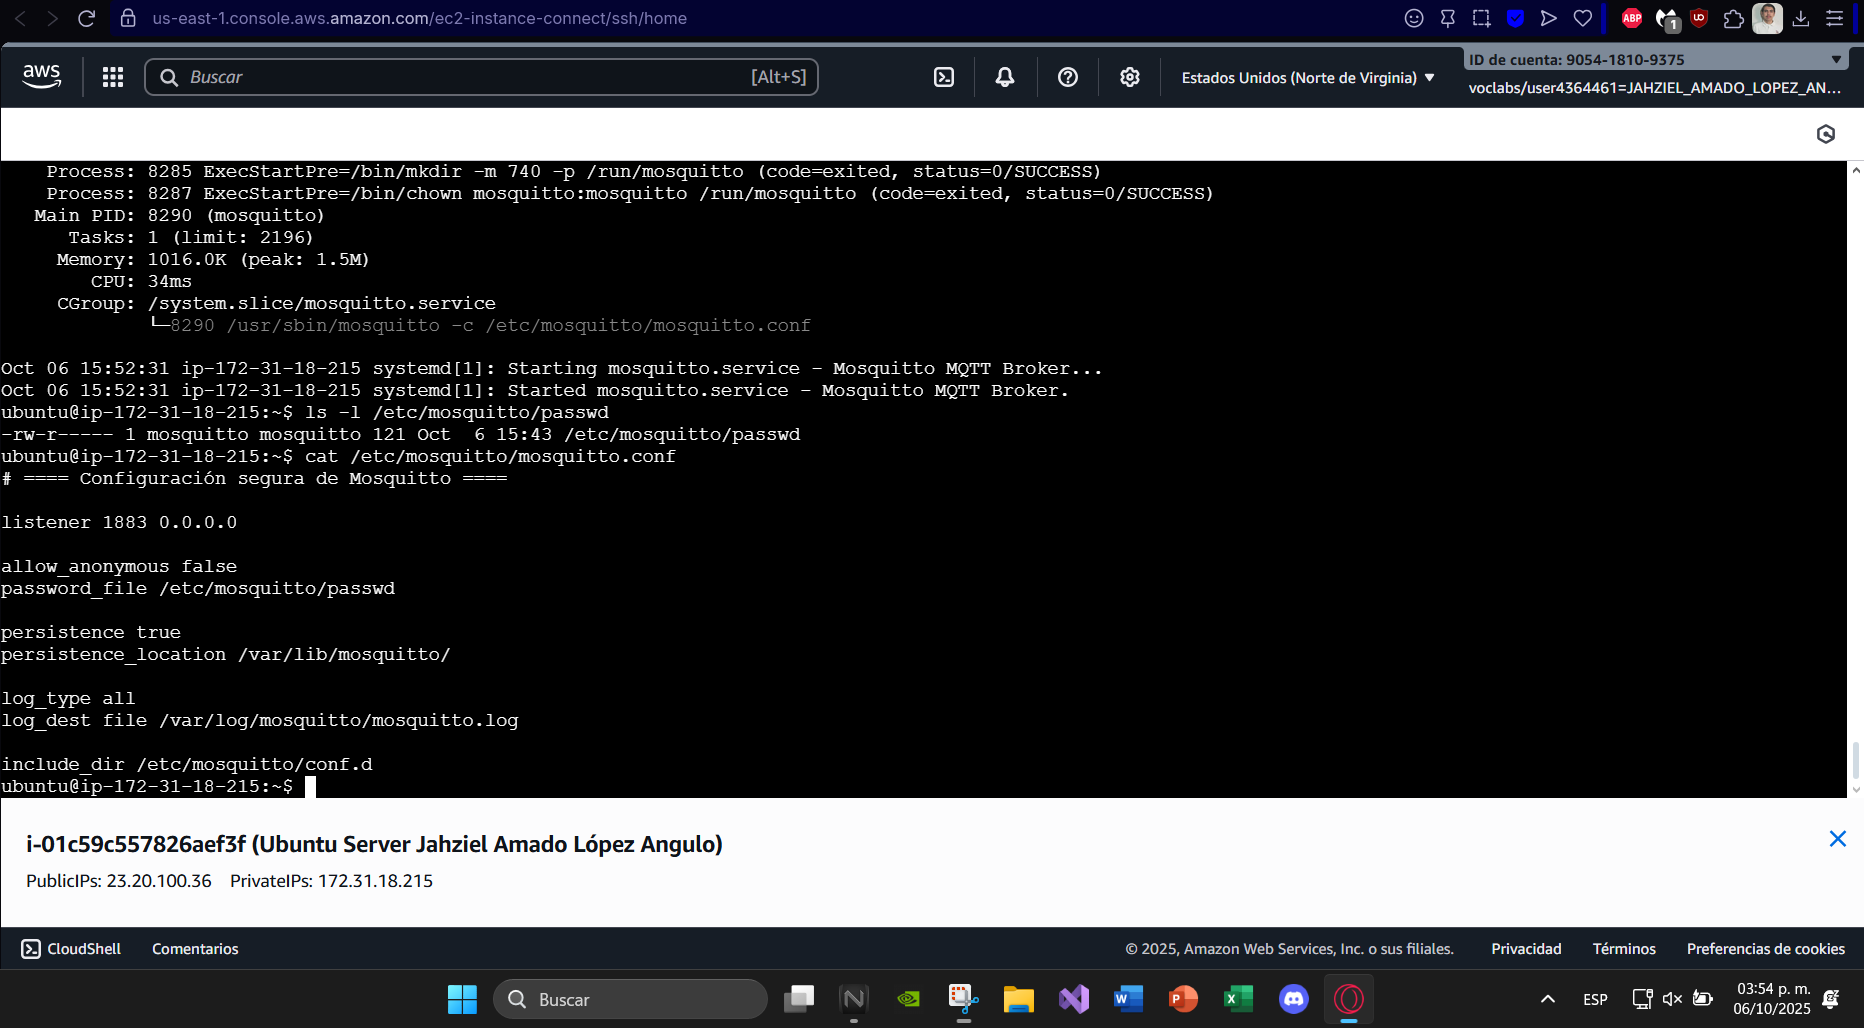 us-east-1.console.aws.amazon.com/ec2-instance-connect/ssh/home
ABP
1
aws
Buscar
[Alt+S]
Estados Unidos (Norte de Virginia)
ID de cuenta: 9054-1810-9375
voclabs/user4364461=JAHZIEL_AMADO_LOPEZ_AN...
Process: 8285 ExecStartPre=/bin/mkdir -m 740 -p /run/mosquitto (code=exited, status=0/SUCCESS)
Process: 8287 ExecStartPre=/bin/chown mosquitto:mosquitto /run/mosquitto (code=exited, status=0/SUCCESS)
Main PID: 8290 (mosquitto)
Tasks: 1 (limit: 2196)
Memory: 1016.0K (peak: 1.5M)
CPU: 34ms
CGroup: /system.slice/mosquitto.service
└─8290 /usr/sbin/mosquitto -c /etc/mosquitto/mosquitto.conf
Oct 06 15:52:31 ip-172-31-18-215 systemd[1]: Starting mosquitto.service - Mosquitto MQTT Broker...
Oct 06 15:52:31 ip-172-31-18-215 systemd[1]: Started mosquitto.service - Mosquitto MQTT Broker.
ubuntu@ip-172-31-18-215:~$ ls -l /etc/mosquitto/passwd
-rw-r----- 1 mosquitto mosquitto 121 Oct  6 15:43 /etc/mosquitto/passwd
ubuntu@ip-172-31-18-215:~$ cat /etc/mosquitto/mosquitto.conf
# ==== Configuración segura de Mosquitto ====
listener 1883 0.0.0.0
allow_anonymous false
password_file /etc/mosquitto/passwd
persistence true
persistence_location /var/lib/mosquitto/
log_type all
log_dest file /var/log/mosquitto/mosquitto.log
include_dir /etc/mosquitto/conf.d
ubuntu@ip-172-31-18-215:~$
i-01c59c557826aef3f (Ubuntu Server Jahziel Amado López Angulo)
PublicIPs: 23.20.100.36 PrivateIPs: 172.31.18.215
CloudShell Comentarios
© 2025, Amazon Web Services, Inc. o sus filiales. Privacidad Términos Preferencias de cookies
Buscar
ESP
03:54 p. m.
06/10/2025